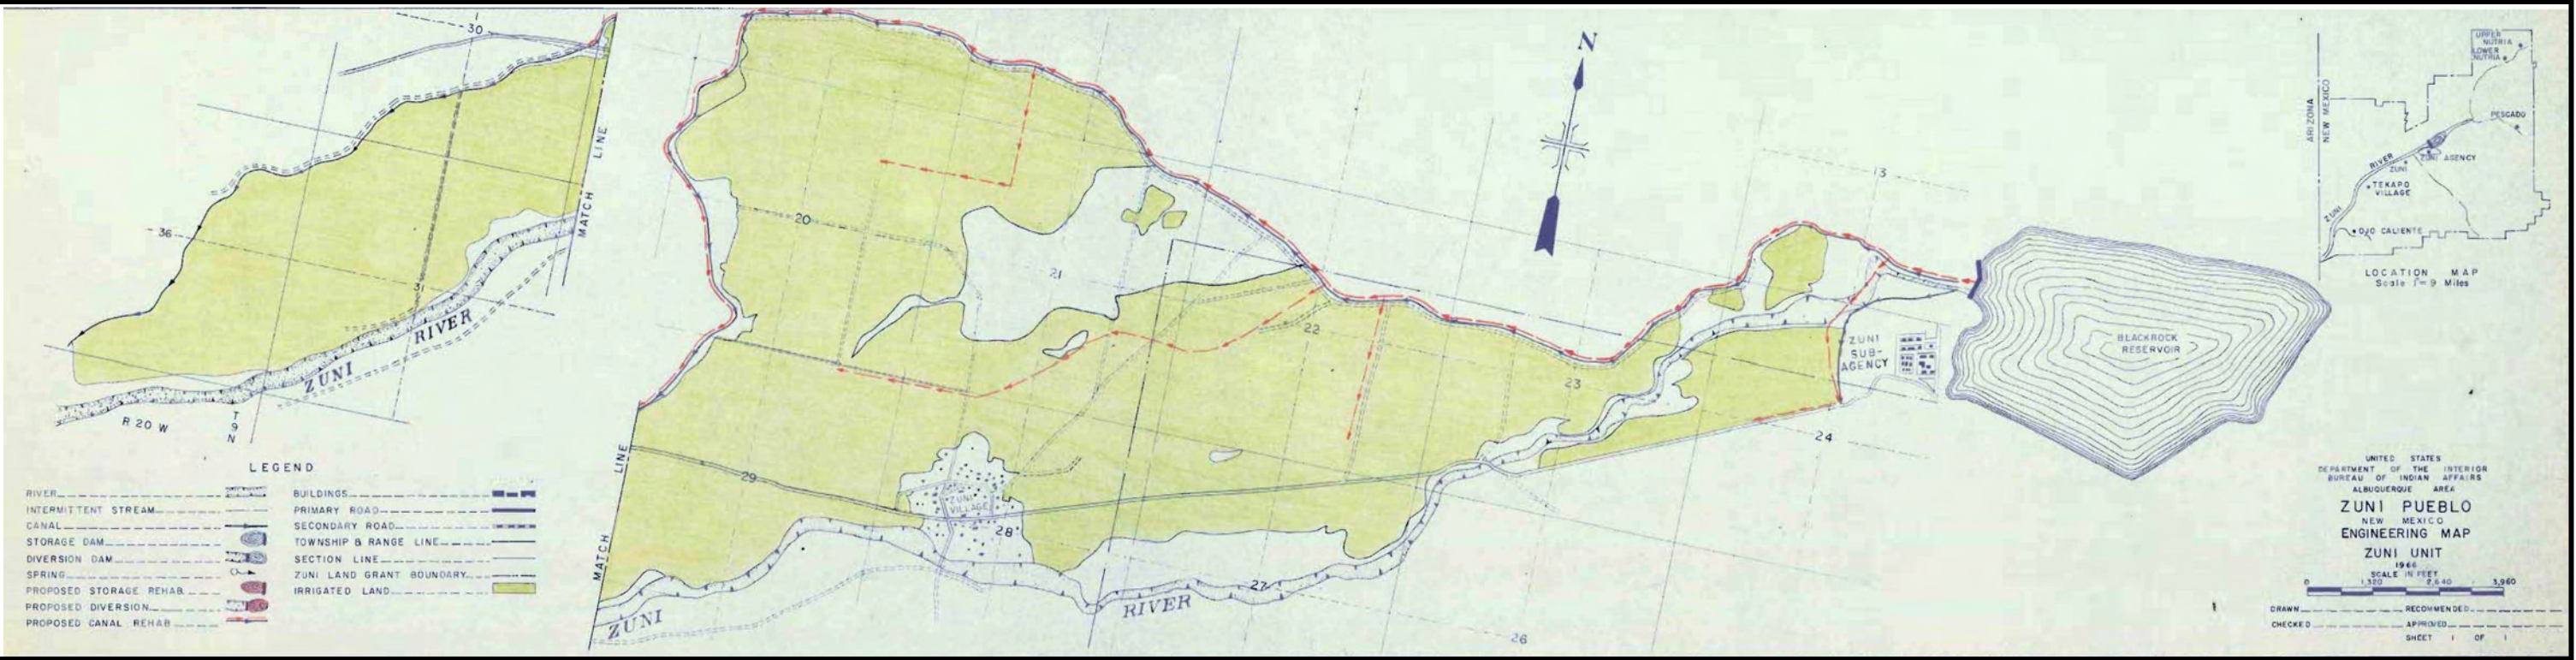 30
36
31
ZUNI RIVER
R 20 W
T
9
N
MATCH LINE
LEGEND
RIVER
INTERMITTENT STREAM
CANAL
STORAGE DAM
DIVERSION DAM
SPRING
PROPOSED STORAGE REHAB
PROPOSED DIVERSION
PROPOSED CANAL REHAB
BUILDINGS
PRIMARY ROAD
SECONDARY ROAD
TOWNSHIP & RANGE LINE
SECTION LINE
ZUNI LAND GRANT BOUNDARY
IRRIGATED LAND
MATCH LINE
20
21
22
23
24
13
29
28
27
26
ZUNI
VILLAGE
ZUNI RIVER
N
ZUNI
SUB-
AGENCY
BLACKROCK
RESERVOIR
UPPER
NUTRIA
LOWER
NUTRIA
PESCADO
ARIZONA
NEW MEXICO
RIVER
ZUNI AGENCY
ZUNI
TEKAPO
VILLAGE
ZUNI
OJO CALIENTE
LOCATION MAP
Scale 1"=9 Miles
UNITED STATES
DEPARTMENT OF THE INTERIOR
BUREAU OF INDIAN AFFAIRS
ALBUQUERQUE AREA
ZUNI PUEBLO
NEW MEXICO
ENGINEERING MAP
ZUNI UNIT
1966
SCALE IN FEET
0 1,320 2,640 3,960
DRAWN RECOMMENDED
CHECKED APPROVED
SHEET 1 OF 1